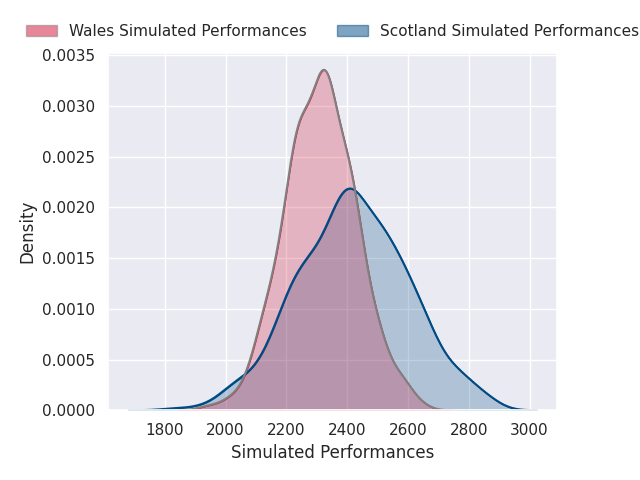 Wales Simulated Performances Scotland Simulated Performances
0.0035
0.0030
0.0025
0.0020
0.0015
0.0010
0.0005
0.0000
Density
1800 2000 2200 2400 2600 2800 3000
Simulated Performances